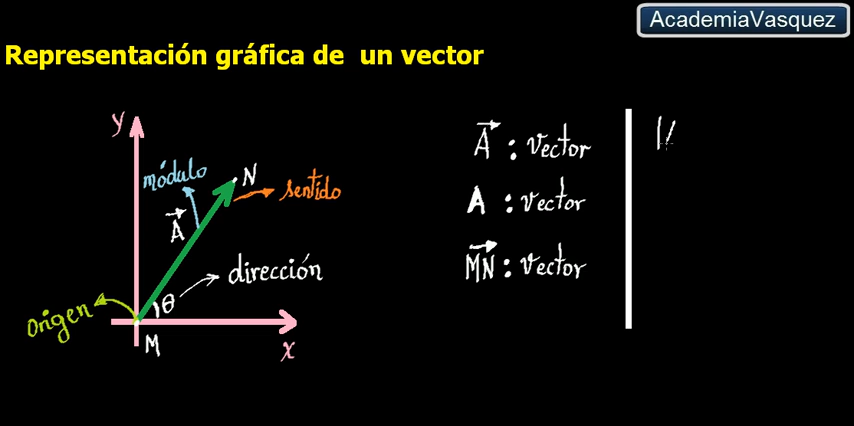 AcademiaVasquez
Representación gráfica de un vector
y
módulo
N
sentido
A
dirección
θ
origen
M
x
A : vector
A : vector
MN : vector